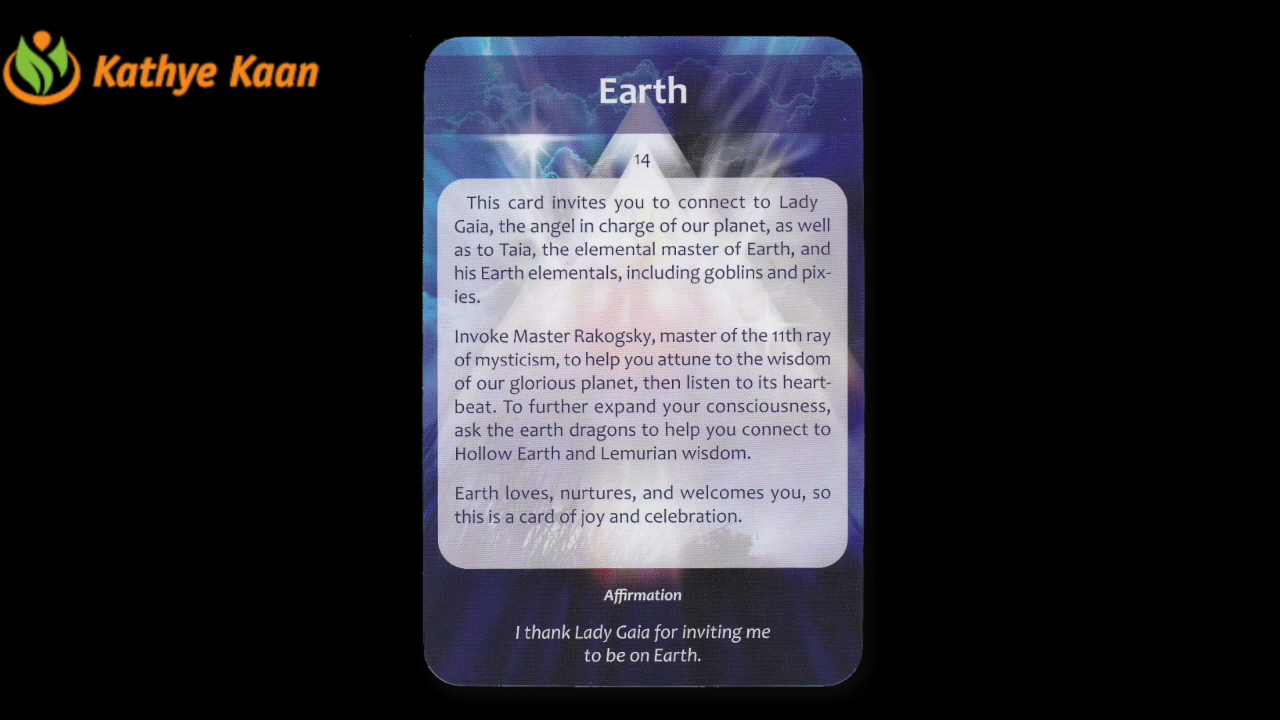 Kathye Kaan
Earth
14
This card invites you to connect to Lady
Gaia, the angel in charge of our planet, as well
as to Taia, the elemental master of Earth, and
his Earth elementals, including goblins and pix-
ies.
Invoke Master Rakogsky, master of the 11th ray
of mysticism, to help you attune to the wisdom
of our glorious planet, then listen to its heart-
beat. To further expand your consciousness,
ask the earth dragons to help you connect to
Hollow Earth and Lemurian wisdom.
Earth loves, nurtures, and welcomes you, so
this is a card of joy and celebration.
Affirmation
I thank Lady Gaia for inviting me
to be on Earth.